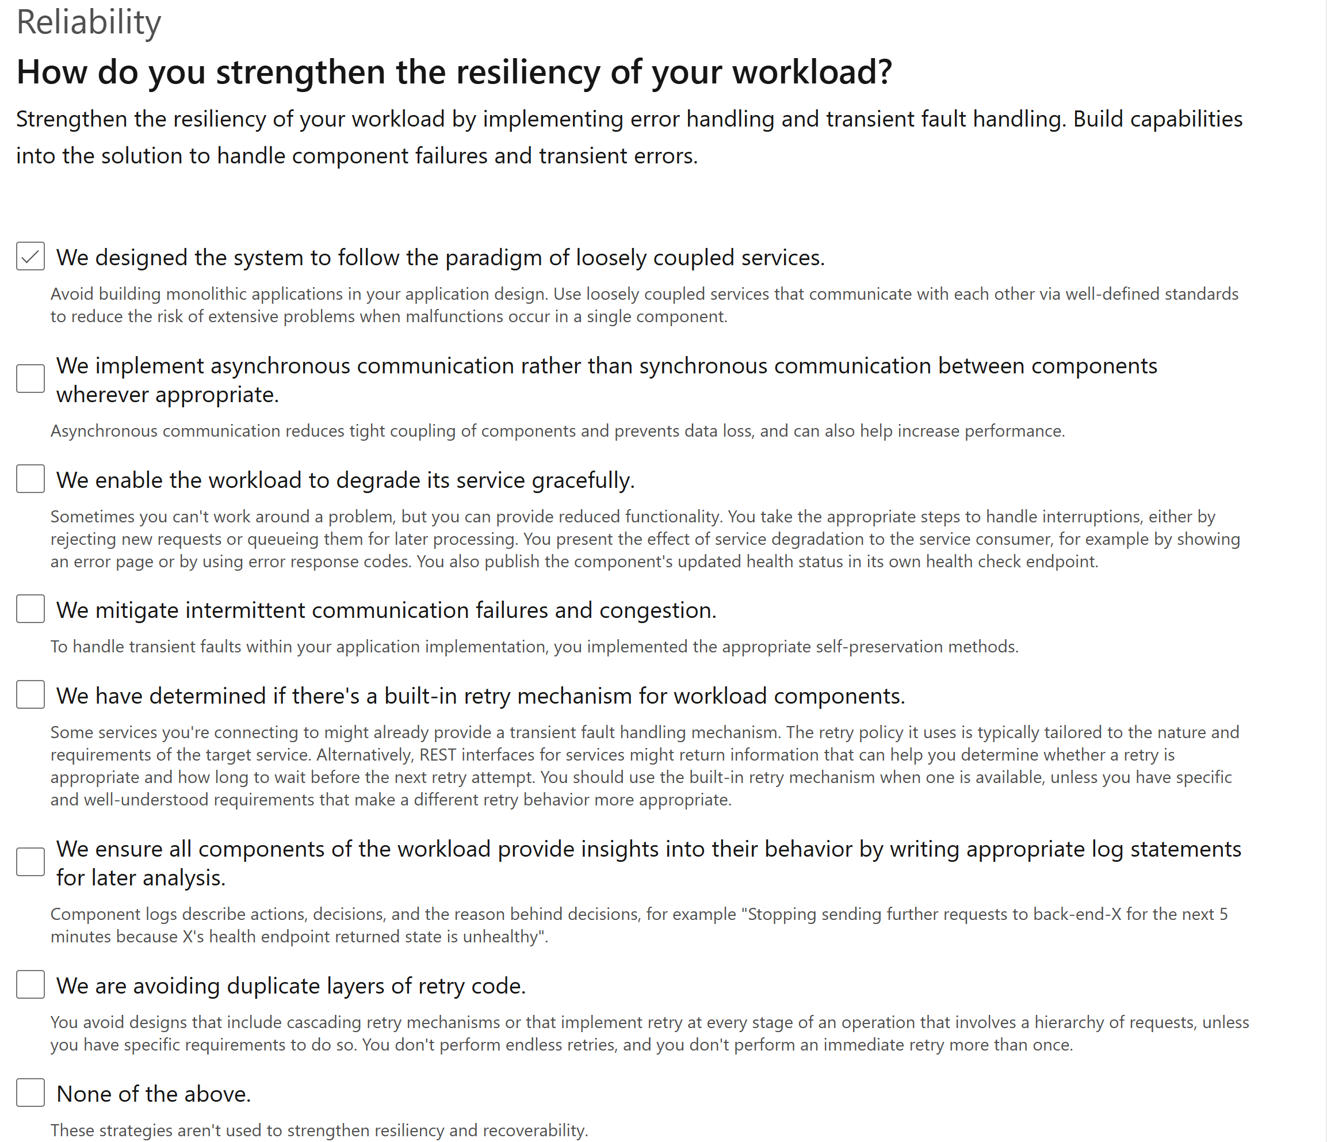 Reliability
How do you strengthen the resiliency of your workload?
Strengthen the resiliency of your workload by implementing error handling and transient fault handling. Build capabilities
into the solution to handle component failures and transient errors.
We designed the system to follow the paradigm of loosely coupled services.
Avoid building monolithic applications in your application design. Use loosely coupled services that communicate with each other via well-defined standards
to reduce the risk of extensive problems when malfunctions occur in a single component.
We implement asynchronous communication rather than synchronous communication between components
wherever appropriate.
Asynchronous communication reduces tight coupling of components and prevents data loss, and can also help increase performance.
We enable the workload to degrade its service gracefully.
Sometimes you can't work around a problem, but you can provide reduced functionality. You take the appropriate steps to handle interruptions, either by
rejecting new requests or queueing them for later processing. You present the effect of service degradation to the service consumer, for example by showing
an error page or by using error response codes. You also publish the component's updated health status in its own health check endpoint.
We mitigate intermittent communication failures and congestion.
To handle transient faults within your application implementation, you implemented the appropriate self-preservation methods.
We have determined if there's a built-in retry mechanism for workload components.
Some services you're connecting to might already provide a transient fault handling mechanism. The retry policy it uses is typically tailored to the nature and
requirements of the target service. Alternatively, REST interfaces for services might return information that can help you determine whether a retry is
appropriate and how long to wait before the next retry attempt. You should use the built-in retry mechanism when one is available, unless you have specific
and well-understood requirements that make a different retry behavior more appropriate.
We ensure all components of the workload provide insights into their behavior by writing appropriate log statements
for later analysis.
Component logs describe actions, decisions, and the reason behind decisions, for example "Stopping sending further requests to back-end-X for the next 5
minutes because X's health endpoint returned state is unhealthy".
We are avoiding duplicate layers of retry code.
You avoid designs that include cascading retry mechanisms or that implement retry at every stage of an operation that involves a hierarchy of requests, unless
you have specific requirements to do so. You don't perform endless retries, and you don't perform an immediate retry more than once.
None of the above.
These strategies aren't used to strengthen resiliency and recoverability.